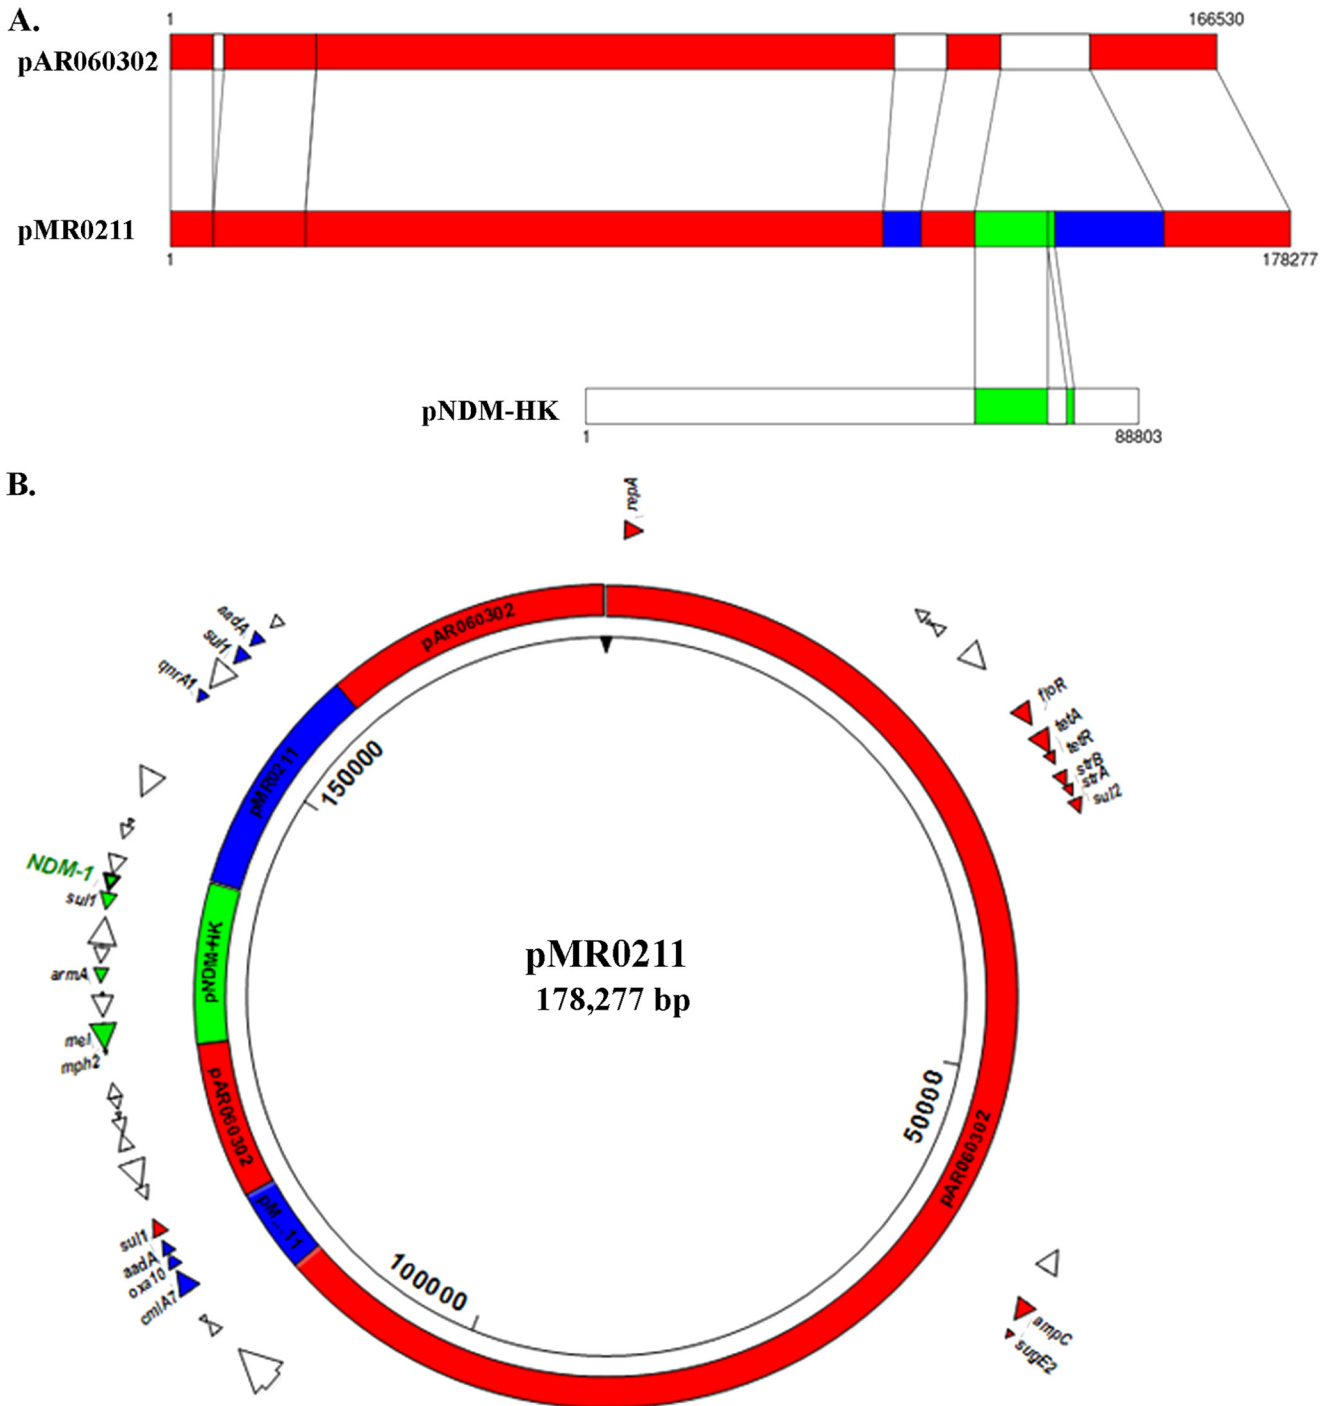 A.
1
166530
pAR060302
pMR0211
1
178277
pNDM-HK
1
88803
B.
repA
aadA
sul1
qnrA1
pAR060302
floR
tetA
tetR
strB
strA
sul2
pMR0211
150000
NDM-1
sul1
armA
mel
mph2
pNDM-HK
pMR0211
178,277 bp
50000
pAR060302
pAR060302
pM...11
100000
sul1
aadA
oxa10
cmlA7
ampC
sugE2